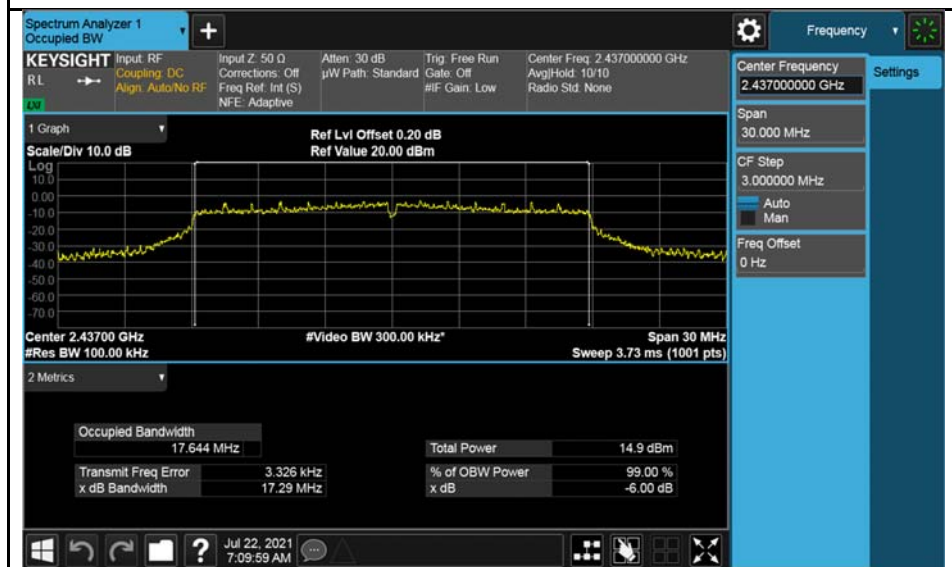 Spectrum Analyzer 1
Occupied BW
+
Frequency
KEYSIGHT
R L
LXI
Input: RF
Coupling: DC
Align: Auto/No RF
Input Z: 50 Ω
Corrections: Off
Freq Ref: Int (S)
NFE: Adaptive
Atten: 30 dB
µW Path: Standard
Trig: Free Run
Gate: Off
#IF Gain: Low
Center Freq: 2.437000000 GHz
Avg|Hold: 10/10
Radio Std: None
Center Frequency
2.437000000 GHz
Settings
Span
30.000 MHz
CF Step
3.000000 MHz
Auto
Man
Freq Offset
0 Hz
1 Graph
Scale/Div 10.0 dB
Ref Lvl Offset 0.20 dB
Ref Value 20.00 dBm
Log
10.0
0.00
-10.0
-20.0
-30.0
-40.0
-50.0
-60.0
-70.0
Center 2.43700 GHz
#Res BW 100.00 kHz
#Video BW 300.00 kHz*
Span 30 MHz
Sweep 3.73 ms (1001 pts)
2 Metrics
Occupied Bandwidth
17.644 MHz
Transmit Freq Error 3.326 kHz
x dB Bandwidth 17.29 MHz
Total Power 14.9 dBm
% of OBW Power 99.00 %
x dB -6.00 dB
?
Jul 22, 2021
7:09:59 AM